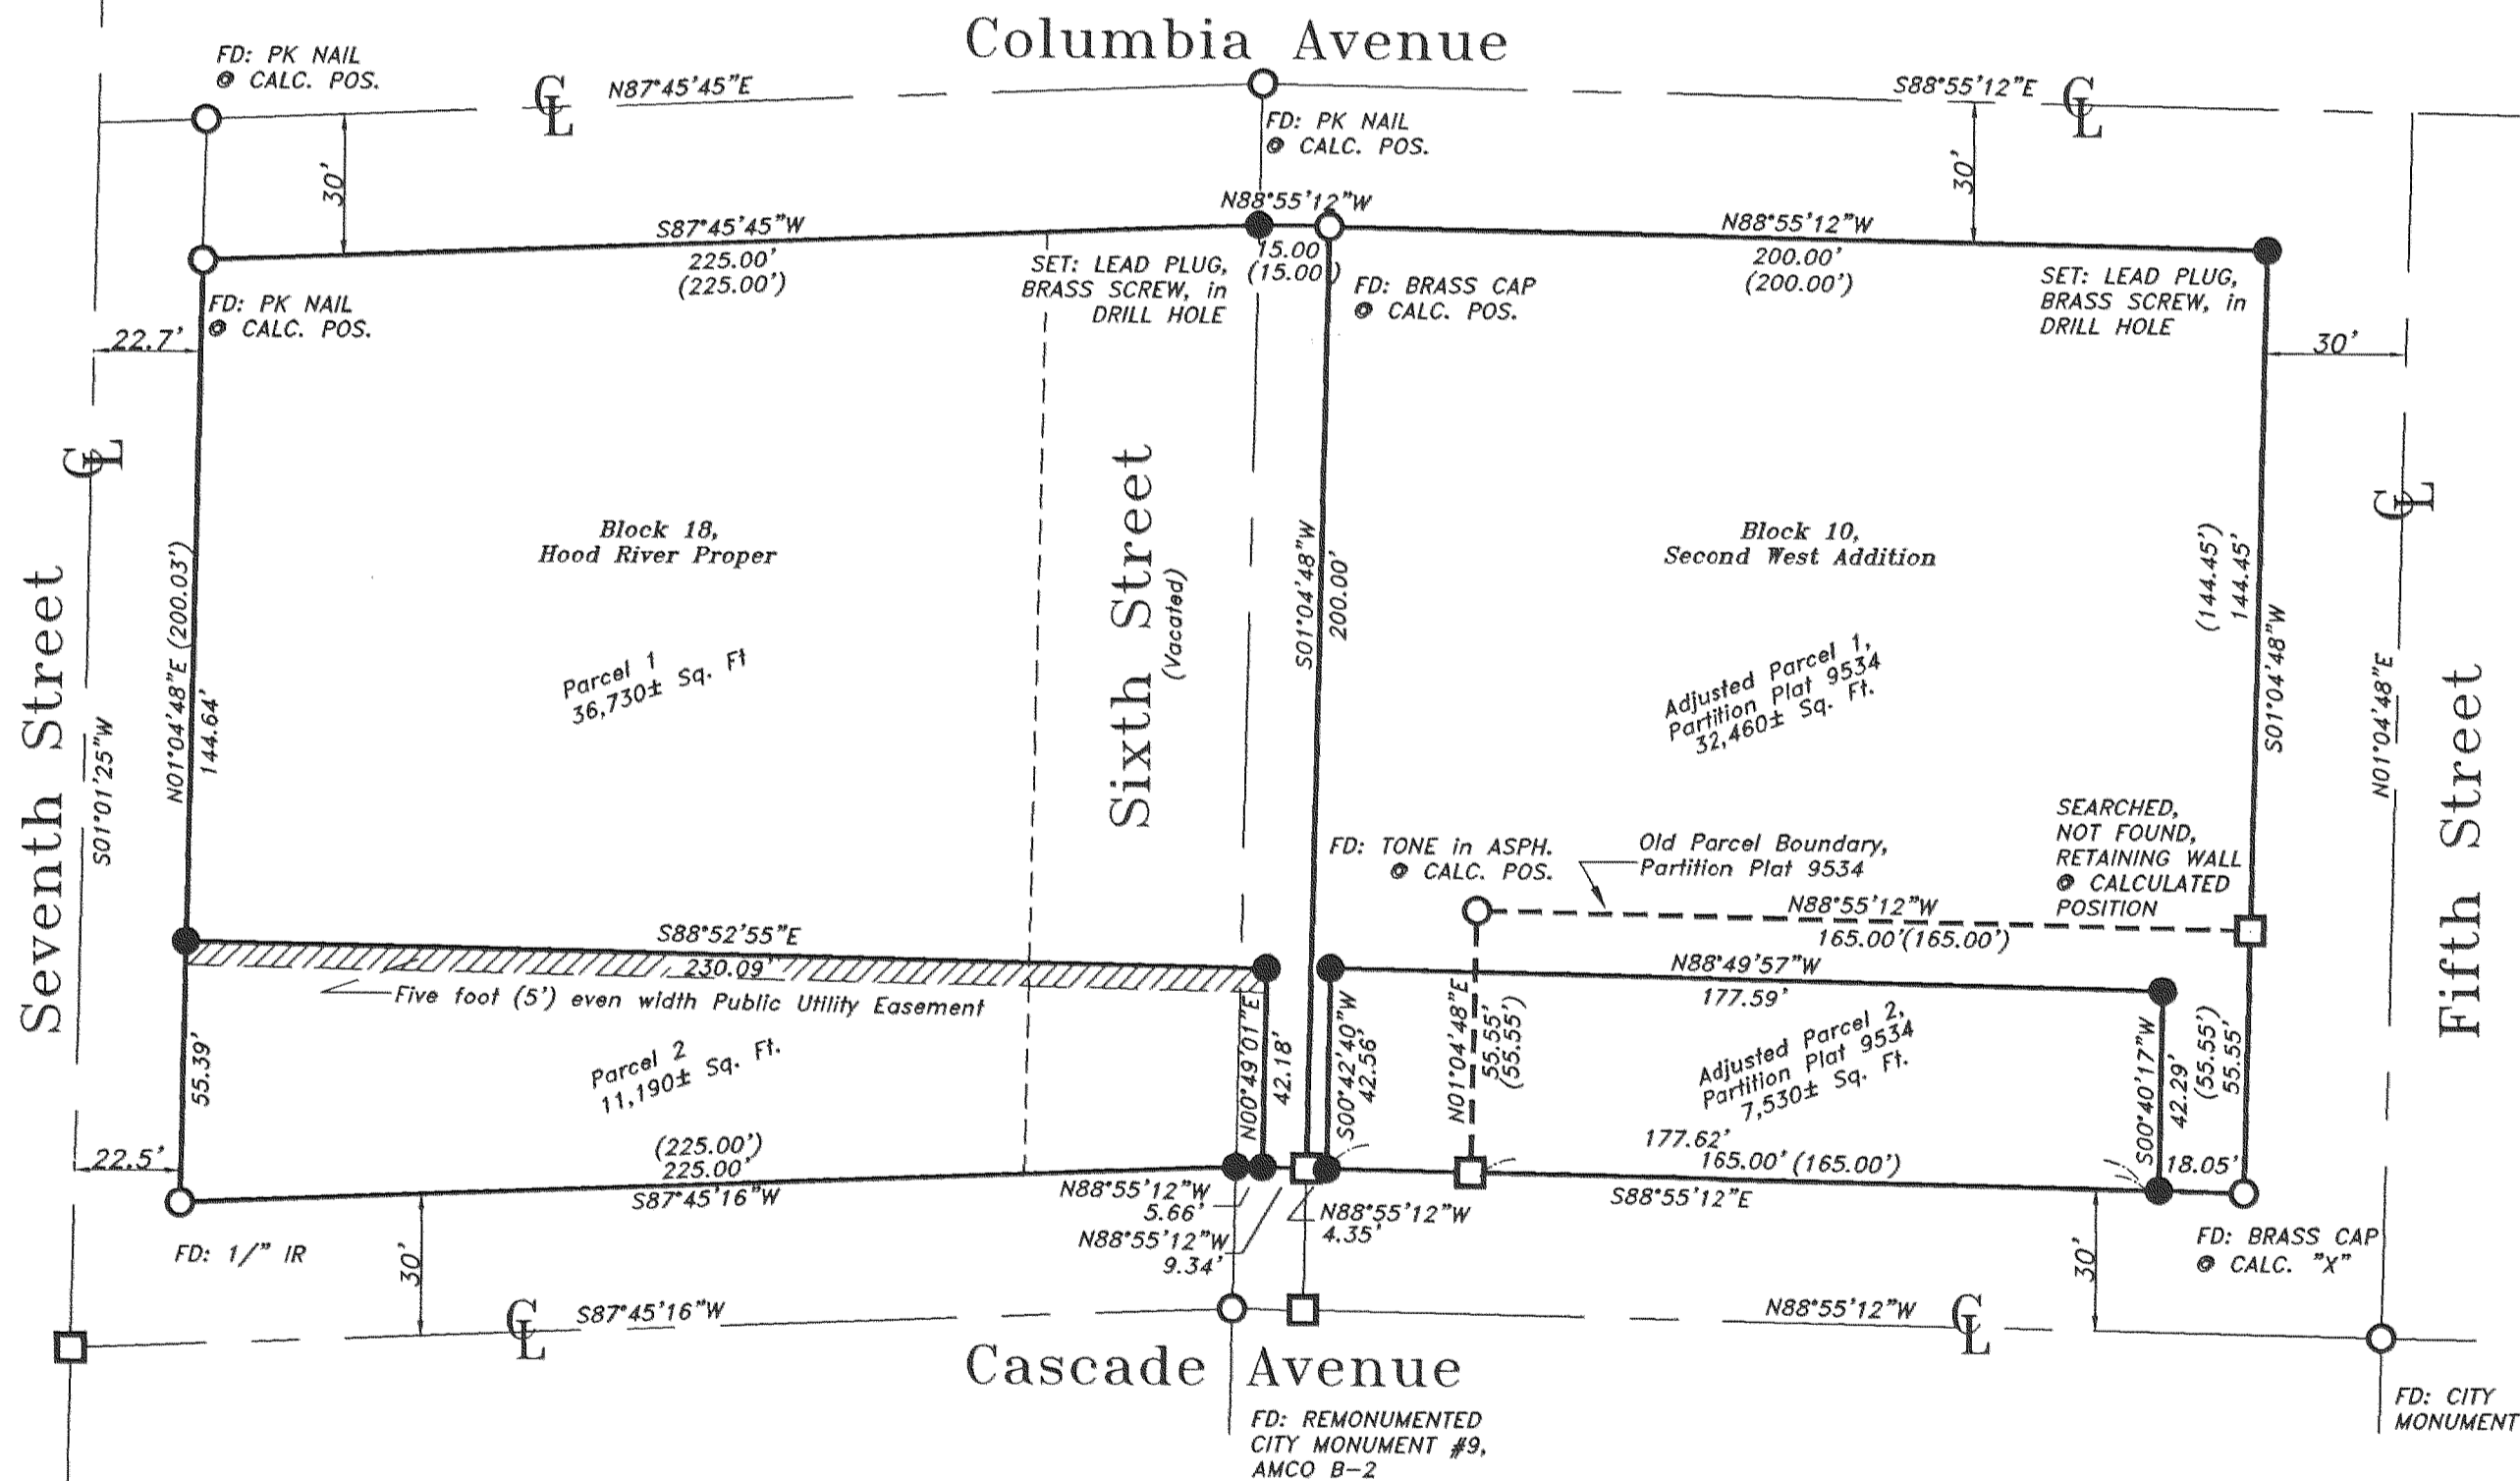 Columbia Avenue
FD: PK NAIL
@ CALC. POS.
N87°45'45"E
CL
FD: PK NAIL
@ CALC. POS.
S88°55'12"E
CL
30'
30'
S87°45'45"W
225.00'
(225.00')
N88°55'12"W
15.00
(15.00')
N88°55'12"W
200.00'
(200.00')
FD: PK NAIL
@ CALC. POS.
SET: LEAD PLUG,
BRASS SCREW, in
DRILL HOLE
FD: BRASS CAP
@ CALC. POS.
SET: LEAD PLUG,
BRASS SCREW, in
DRILL HOLE
22.7'
30'
CL
CL
Seventh Street
S01°01'25"W
N01°04'48"E (200.03')
144.64'
Block 18,
Hood River Proper
Parcel 1
36,730± Sq. Ft
Sixth Street
(Vacated)
S01°04'48"W
200.00'
Block 10,
Second West Addition
Adjusted Parcel 1,
Partition Plat 9534
32,460± Sq. Ft.
(144.45')
144.45'
S01°04'48"W
N01°04'48"E
Fifth Street
SEARCHED,
NOT FOUND,
RETAINING WALL
@ CALCULATED
POSITION
FD: TONE in ASPH.
@ CALC. POS.
Old Parcel Boundary,
Partition Plat 9534
N88°55'12"W
165.00'(165.00')
S88°52'55"E
230.09'
Five foot (5') even width Public Utility Easement
N88°49'57"W
177.59'
55.39'
Parcel 2
11,190± Sq. Ft.
N00°49'01"E
42.18'
S00°42'40"W
42.56'
N01°04'48"E
55.55'
(55.55')
Adjusted Parcel 2,
Partition Plat 9534
7,530± Sq. Ft.
S00°40'17"W
42.29'
(55.55')
55.55'
22.5'
(225.00')
225.00'
S87°45'16"W
177.62'
165.00' (165.00')
S88°55'12"E
18.05'
N88°55'12"W
5.66'
N88°55'12"W
9.34'
N88°55'12"W
4.35'
FD: 1/" IR
30'
30'
FD: BRASS CAP
@ CALC. "X"
CL
S87°45'16"W
N88°55'12"W
CL
Cascade Avenue
FD: REMONUMENTED
CITY MONUMENT #9,
AMCO B-2
FD: CITY
MONUMENT